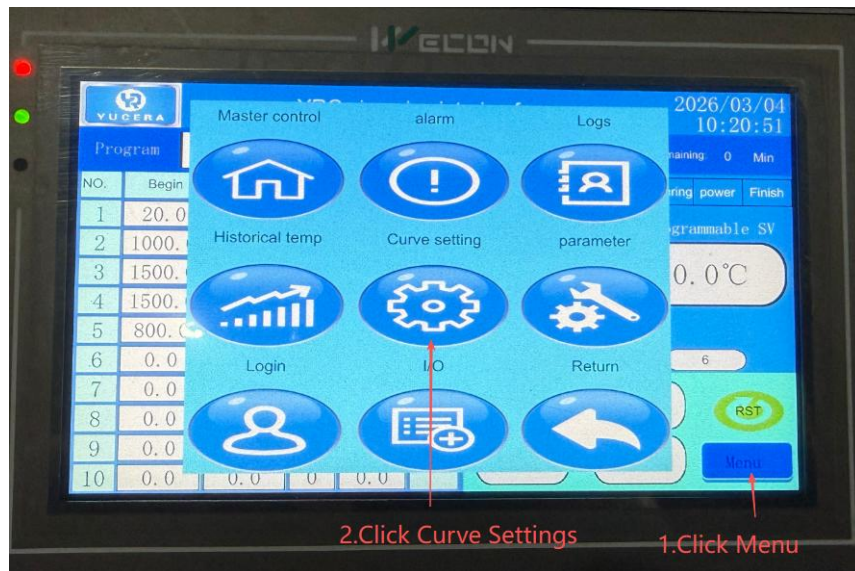 WECON
YUCERA
2026/03/04
10:20:51
Program
Master control
alarm
Logs
0 Min
NO.
Begin
power
Finish
1 20.0
2 1000.
3 1500.
4 1500.
5 800.
6 0.0
7 0.0
8 0.0
9 0.0
10 0.0 0.0 0 0.0
Historical temp
Curve setting
parameter
SV
0.0℃
Login
I/O
Return
6
RST
Menu
2.Click Curve Settings
1.Click Menu